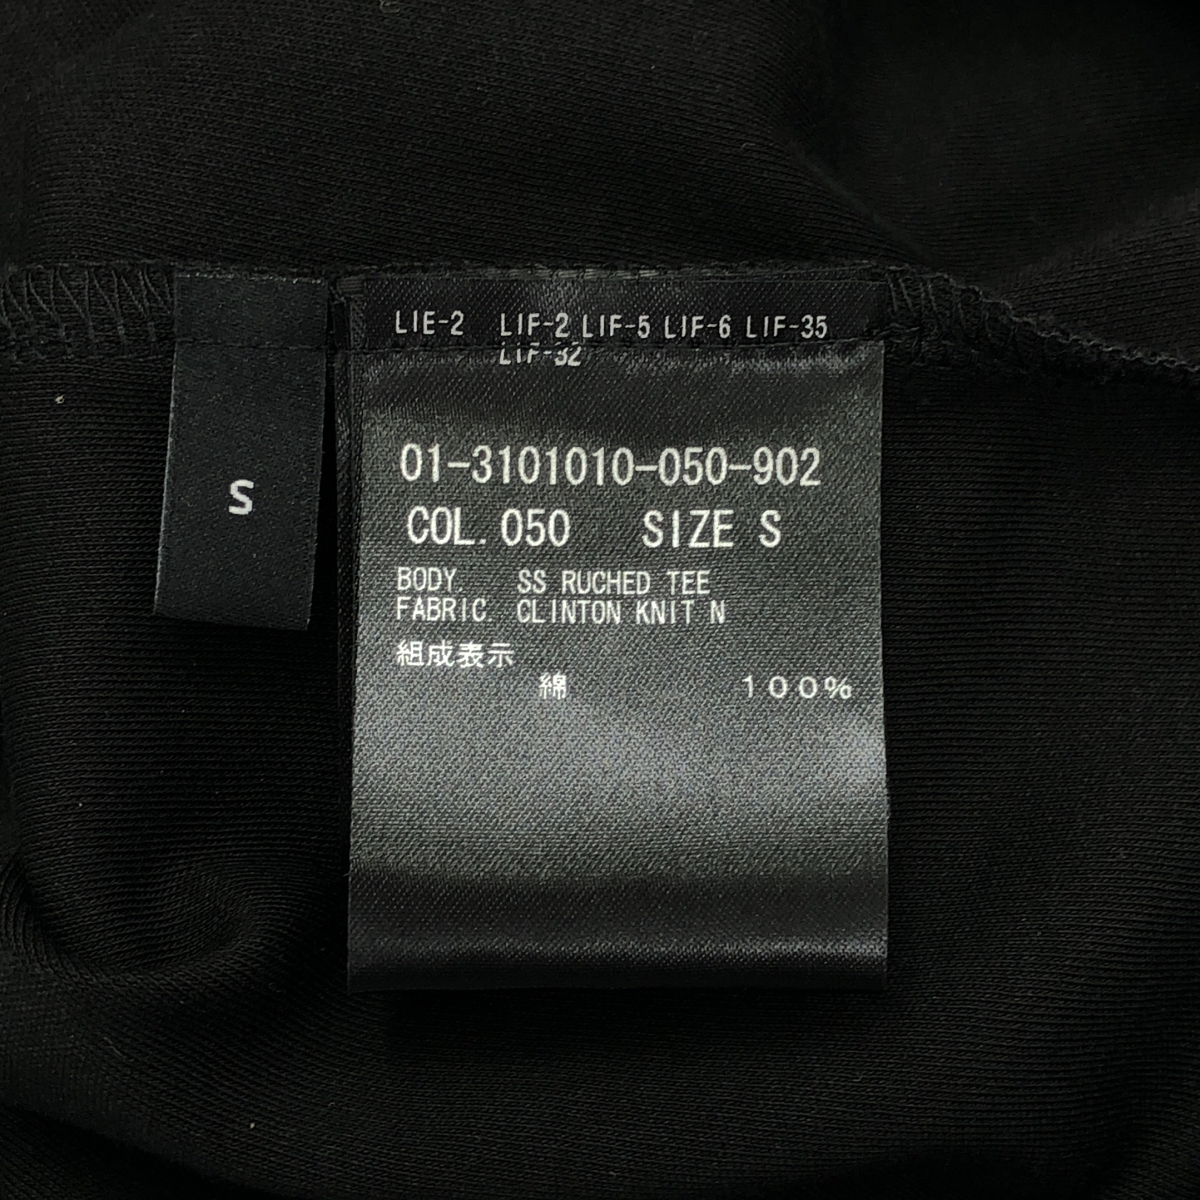 S
LIE-2 LIF-2 LIF-5 LIF-6 LIF-35
LIF-32
01-3101010-050-902
COL. 050 SIZE S
BODY SS RUCHED TEE
FABRIC. CLINTON KNIT N
組成表示
綿 100%